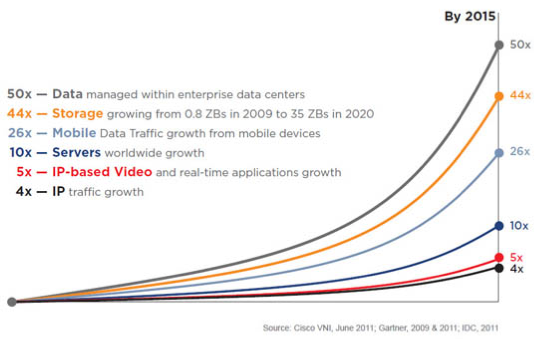 By 2015
50x — Data managed within enterprise data centers
44x — Storage growing from 0.8 ZBs in 2009 to 35 ZBs in 2020
26x — Mobile Data Traffic growth from mobile devices
10x — Servers worldwide growth
5x — IP-based Video and real-time applications growth
4x — IP traffic growth
50x
44x
26x
10x
5x
4x
Source: Cisco VNI, June 2011; Gartner, 2009 & 2011; IDC, 2011